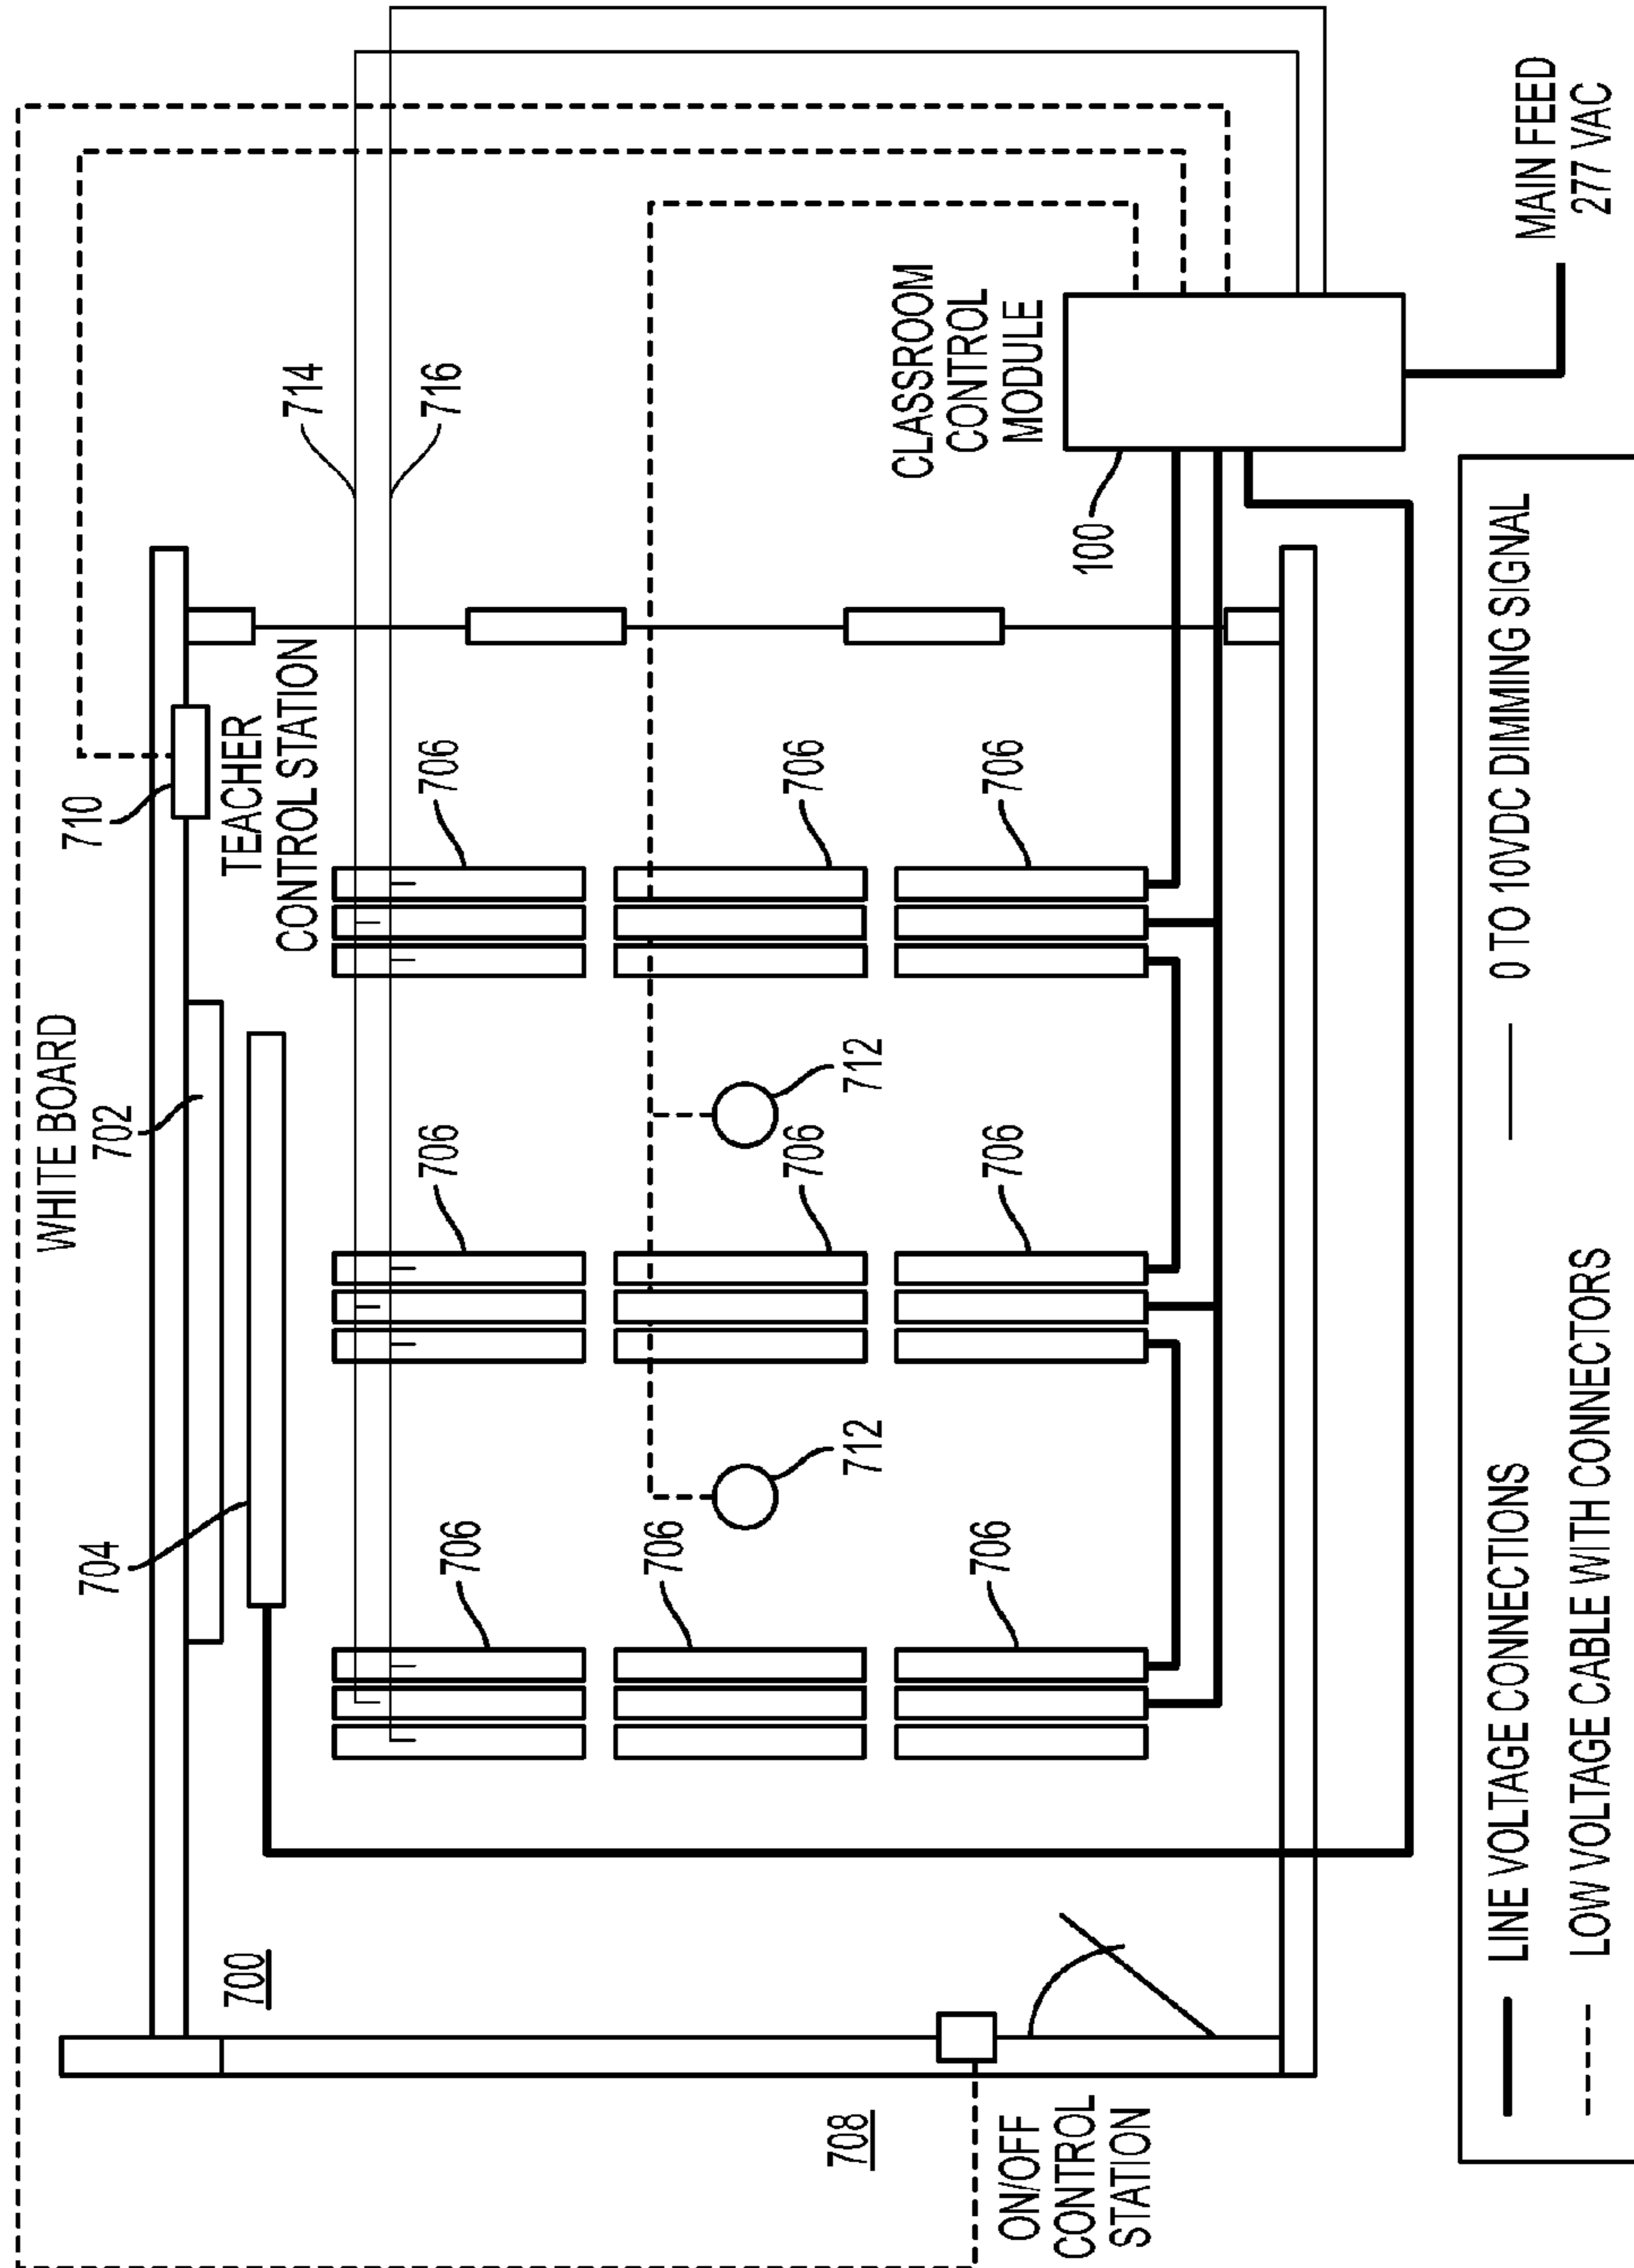 700
WHITE BOARD
702
704
710
TEACHER
CONTROL STATION
714
716
706
706
706
706
706
706
706
706
706
712
712
708
ON/OFF
CONTROL
STATION
CLASSROOM
CONTROL
MODULE
100
MAIN FEED
277 VAC
LINE VOLTAGE CONNECTIONS
0 TO 10VDC DIMMING SIGNAL
LOW VOLTAGE CABLE WITH CONNECTORS